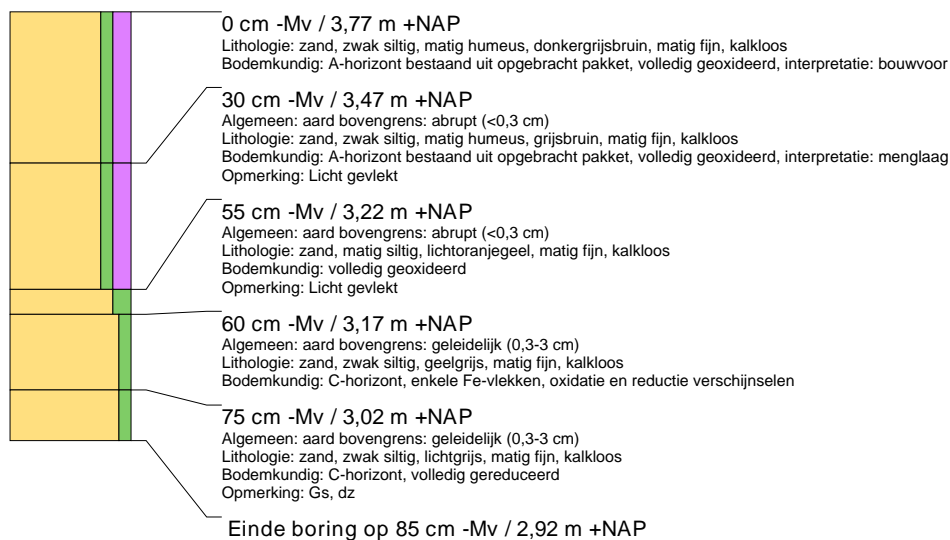 0 cm -Mv / 3,77 m +NAP
Lithologie: zand, zwak siltig, matig humeus, donkergrijsbruin, matig fijn, kalkloos
Bodemkundig: A-horizont bestaand uit opgebracht pakket, volledig geoxideerd, interpretatie: bouwvoor
30 cm -Mv / 3,47 m +NAP
Algemeen: aard bovengrens: abrupt (<0,3 cm)
Lithologie: zand, zwak siltig, matig humeus, grijsbruin, matig fijn, kalkloos
Bodemkundig: A-horizont bestaand uit opgebracht pakket, volledig geoxideerd, interpretatie: menglaag
Opmerking: Licht gevlekt
55 cm -Mv / 3,22 m +NAP
Algemeen: aard bovengrens: abrupt (<0,3 cm)
Lithologie: zand, matig siltig, lichtoranjegeel, matig fijn, kalkloos
Bodemkundig: volledig geoxideerd
Opmerking: Licht gevlekt
60 cm -Mv / 3,17 m +NAP
Algemeen: aard bovengrens: geleidelijk (0,3-3 cm)
Lithologie: zand, zwak siltig, geelgrijs, matig fijn, kalkloos
Bodemkundig: C-horizont, enkele Fe-vlekken, oxidatie en reductie verschijnselen
75 cm -Mv / 3,02 m +NAP
Algemeen: aard bovengrens: geleidelijk (0,3-3 cm)
Lithologie: zand, zwak siltig, lichtgrijs, matig fijn, kalkloos
Bodemkundig: C-horizont, volledig gereduceerd
Opmerking: Gs, dz
Einde boring op 85 cm -Mv / 2,92 m +NAP